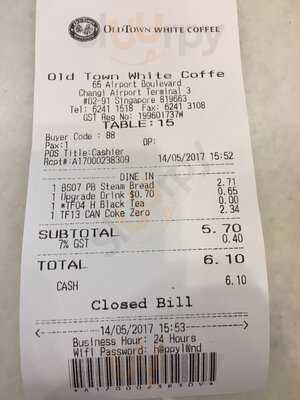 OLDTOWN WHITE COFFEE
Old Town White Coffe
65 Airport Boulevard
Changi Airport Terminal 3
#02-91 Singapore 819663
Tel: 6241 1518 Fax: 6241 3108
GST Reg No: 199601737W
TABLE: 15
Buyer Code : 88
Pax:1 OP:
POS Title:Cashier
Rcpt#:A17000238309 14/05/2017 15:52
DINE IN
1 BS07 PB Steam Bread 2.71
1 Upgrade Drink $0.70 0.65
1 *TF04 H Black Tea 0.00
1 TF13 CAN Coke Zero 2.34
SUBTOTAL 5.70
7% GST 0.40
TOTAL 6.10
CASH 6.10
Closed Bill
14/05/2017 15:53
Business Hour: 24 Hours
Wifi Password:
*A17000238309*